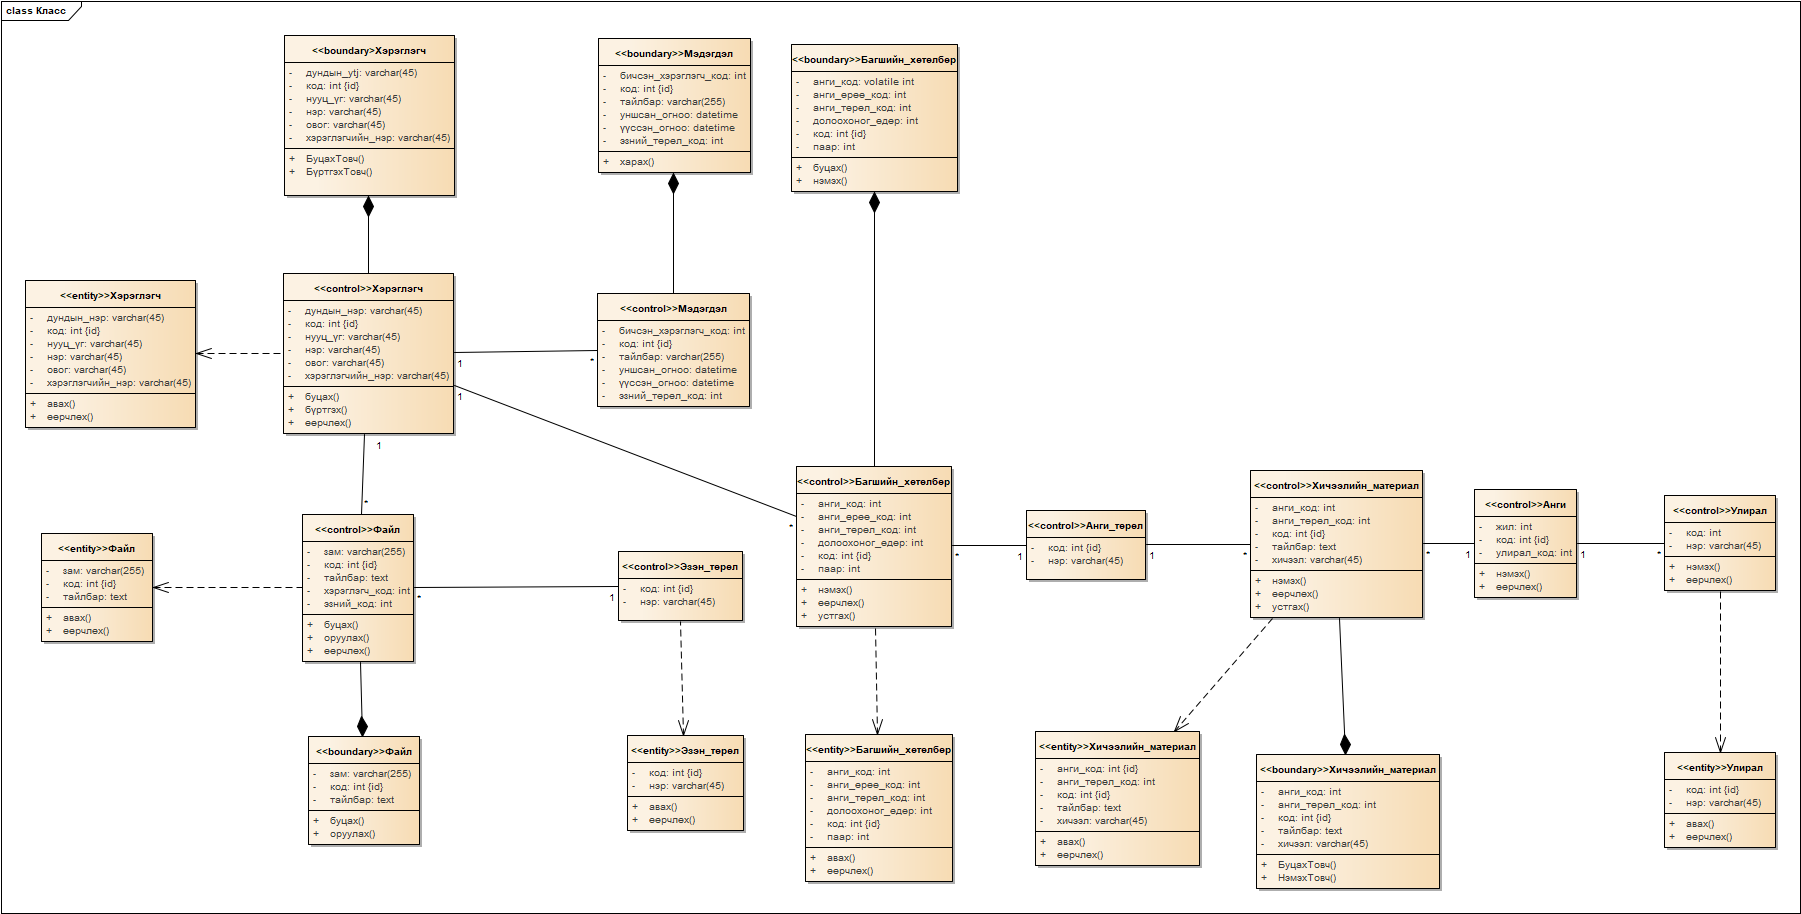 class Класс
<<boundary>Хэрэглэгч
- дундын_ytj: varchar(45)
- код: int {id}
- нууц_үг: varchar(45)
- нэр: varchar(45)
- овог: varchar(45)
- хэрэглэгчийн_нэр: varchar(45)
+ БуцахТовч()
+ БүртгэхТовч()
<<boundary>>Мэдэгдэл
- бичсэн_хэрэглэгч_код: int
- код: int {id}
- тайлбар: varchar(255)
- уншсан_огноо: datetime
- үүссэн_огноо: datetime
- эзний_төрөл_код: int
+ харах()
<<boundary>>Багшийн_хөтөлбөр
- анги_код: volatile int
- анги_өрөө_код: int
- анги_төрөл_код: int
- долоохоног_өдөр: int
- код: int {id}
- паар: int
+ буцах()
+ нэмэх()
<<entity>>Хэрэглэгч
- дундын_нэр: varchar(45)
- код: int {id}
- нууц_үг: varchar(45)
- нэр: varchar(45)
- овог: varchar(45)
- хэрэглэгчийн_нэр: varchar(45)
+ авах()
+ өөрчлөх()
<<control>>Хэрэглэгч
- дундын_нэр: varchar(45)
- код: int {id}
- нууц_үг: varchar(45)
- нэр: varchar(45)
- овог: varchar(45)
- хэрэглэгчийн_нэр: varchar(45)
+ буцах()
+ бүртгэх()
+ өөрчлөх()
1
*
1
1
*
*
<<control>>Мэдэгдэл
- бичсэн_хэрэглэгч_код: int
- код: int {id}
- тайлбар: varchar(255)
- уншсан_огноо: datetime
- үүссэн_огноо: datetime
- эзний_төрөл_код: int
<<entity>>Файл
- зам: varchar(255)
- код: int {id}
- тайлбар: text
+ авах()
+ өөрчлөх()
<<control>>Файл
- зам: varchar(255)
- код: int {id}
- тайлбар: text
- хэрэглэгч_код: int
- эзний_код: int
+ буцах()
+ оруулах()
+ өөрчлөх()
*
1
<<control>>Эзэн_төрөл
- код: int {id}
- нэр: varchar(45)
<<control>>Багшийн_хөтөлбөр
- анги_код: int
- анги_өрөө_код: int
- анги_төрөл_код: int
- долоохоног_өдөр: int
- код: int {id}
- паар: int
+ нэмэх()
+ өөрчлөх()
+ устгах()
*
1
<<control>>Анги_төрөл
- код: int {id}
- нэр: varchar(45)
1
*
<<control>>Хичээлийн_материал
- анги_код: int
- анги_төрөл_код: int
- код: int {id}
- тайлбар: text
- хичээл: varchar(45)
+ нэмэх()
+ өөрчлөх()
+ устгах()
*
1
<<control>>Анги
- жил: int
- код: int {id}
- улирал_код: int
+ нэмэх()
+ өөрчлөх()
1
*
<<control>>Улирал
- код: int
- нэр: varchar(45)
+ нэмэх()
+ өөрчлөх()
<<boundary>>Файл
- зам: varchar(255)
- код: int {id}
- тайлбар: text
+ буцах()
+ оруулах()
<<entity>>Эзэн_төрөл
- код: int {id}
- нэр: varchar(45)
+ авах()
+ өөрчлөх()
<<entity>>Багшийн_хөтөлбөр
- анги_код: int
- анги_өрөө_код: int
- анги_төрөл_код: int
- долоохоног_өдөр: int
- код: int {id}
- паар: int
+ авах()
+ өөрчлөх()
<<entity>>Хичээлийн_материал
- анги_код: int {id}
- анги_төрөл_код: int
- код: int {id}
- тайлбар: text
- хичээл: varchar(45)
+ авах()
+ өөрчлөх()
<<boundary>>Хичээлийн_материал
- анги_код: int
- анги_төрөл_код: int
- код: int {id}
- тайлбар: text
- хичээл: varchar(45)
+ БуцахТовч()
+ НэмэхТовч()
<<entity>>Улирал
- код: int {id}
- нэр: varchar(45)
+ авах()
+ өөрчлөх()